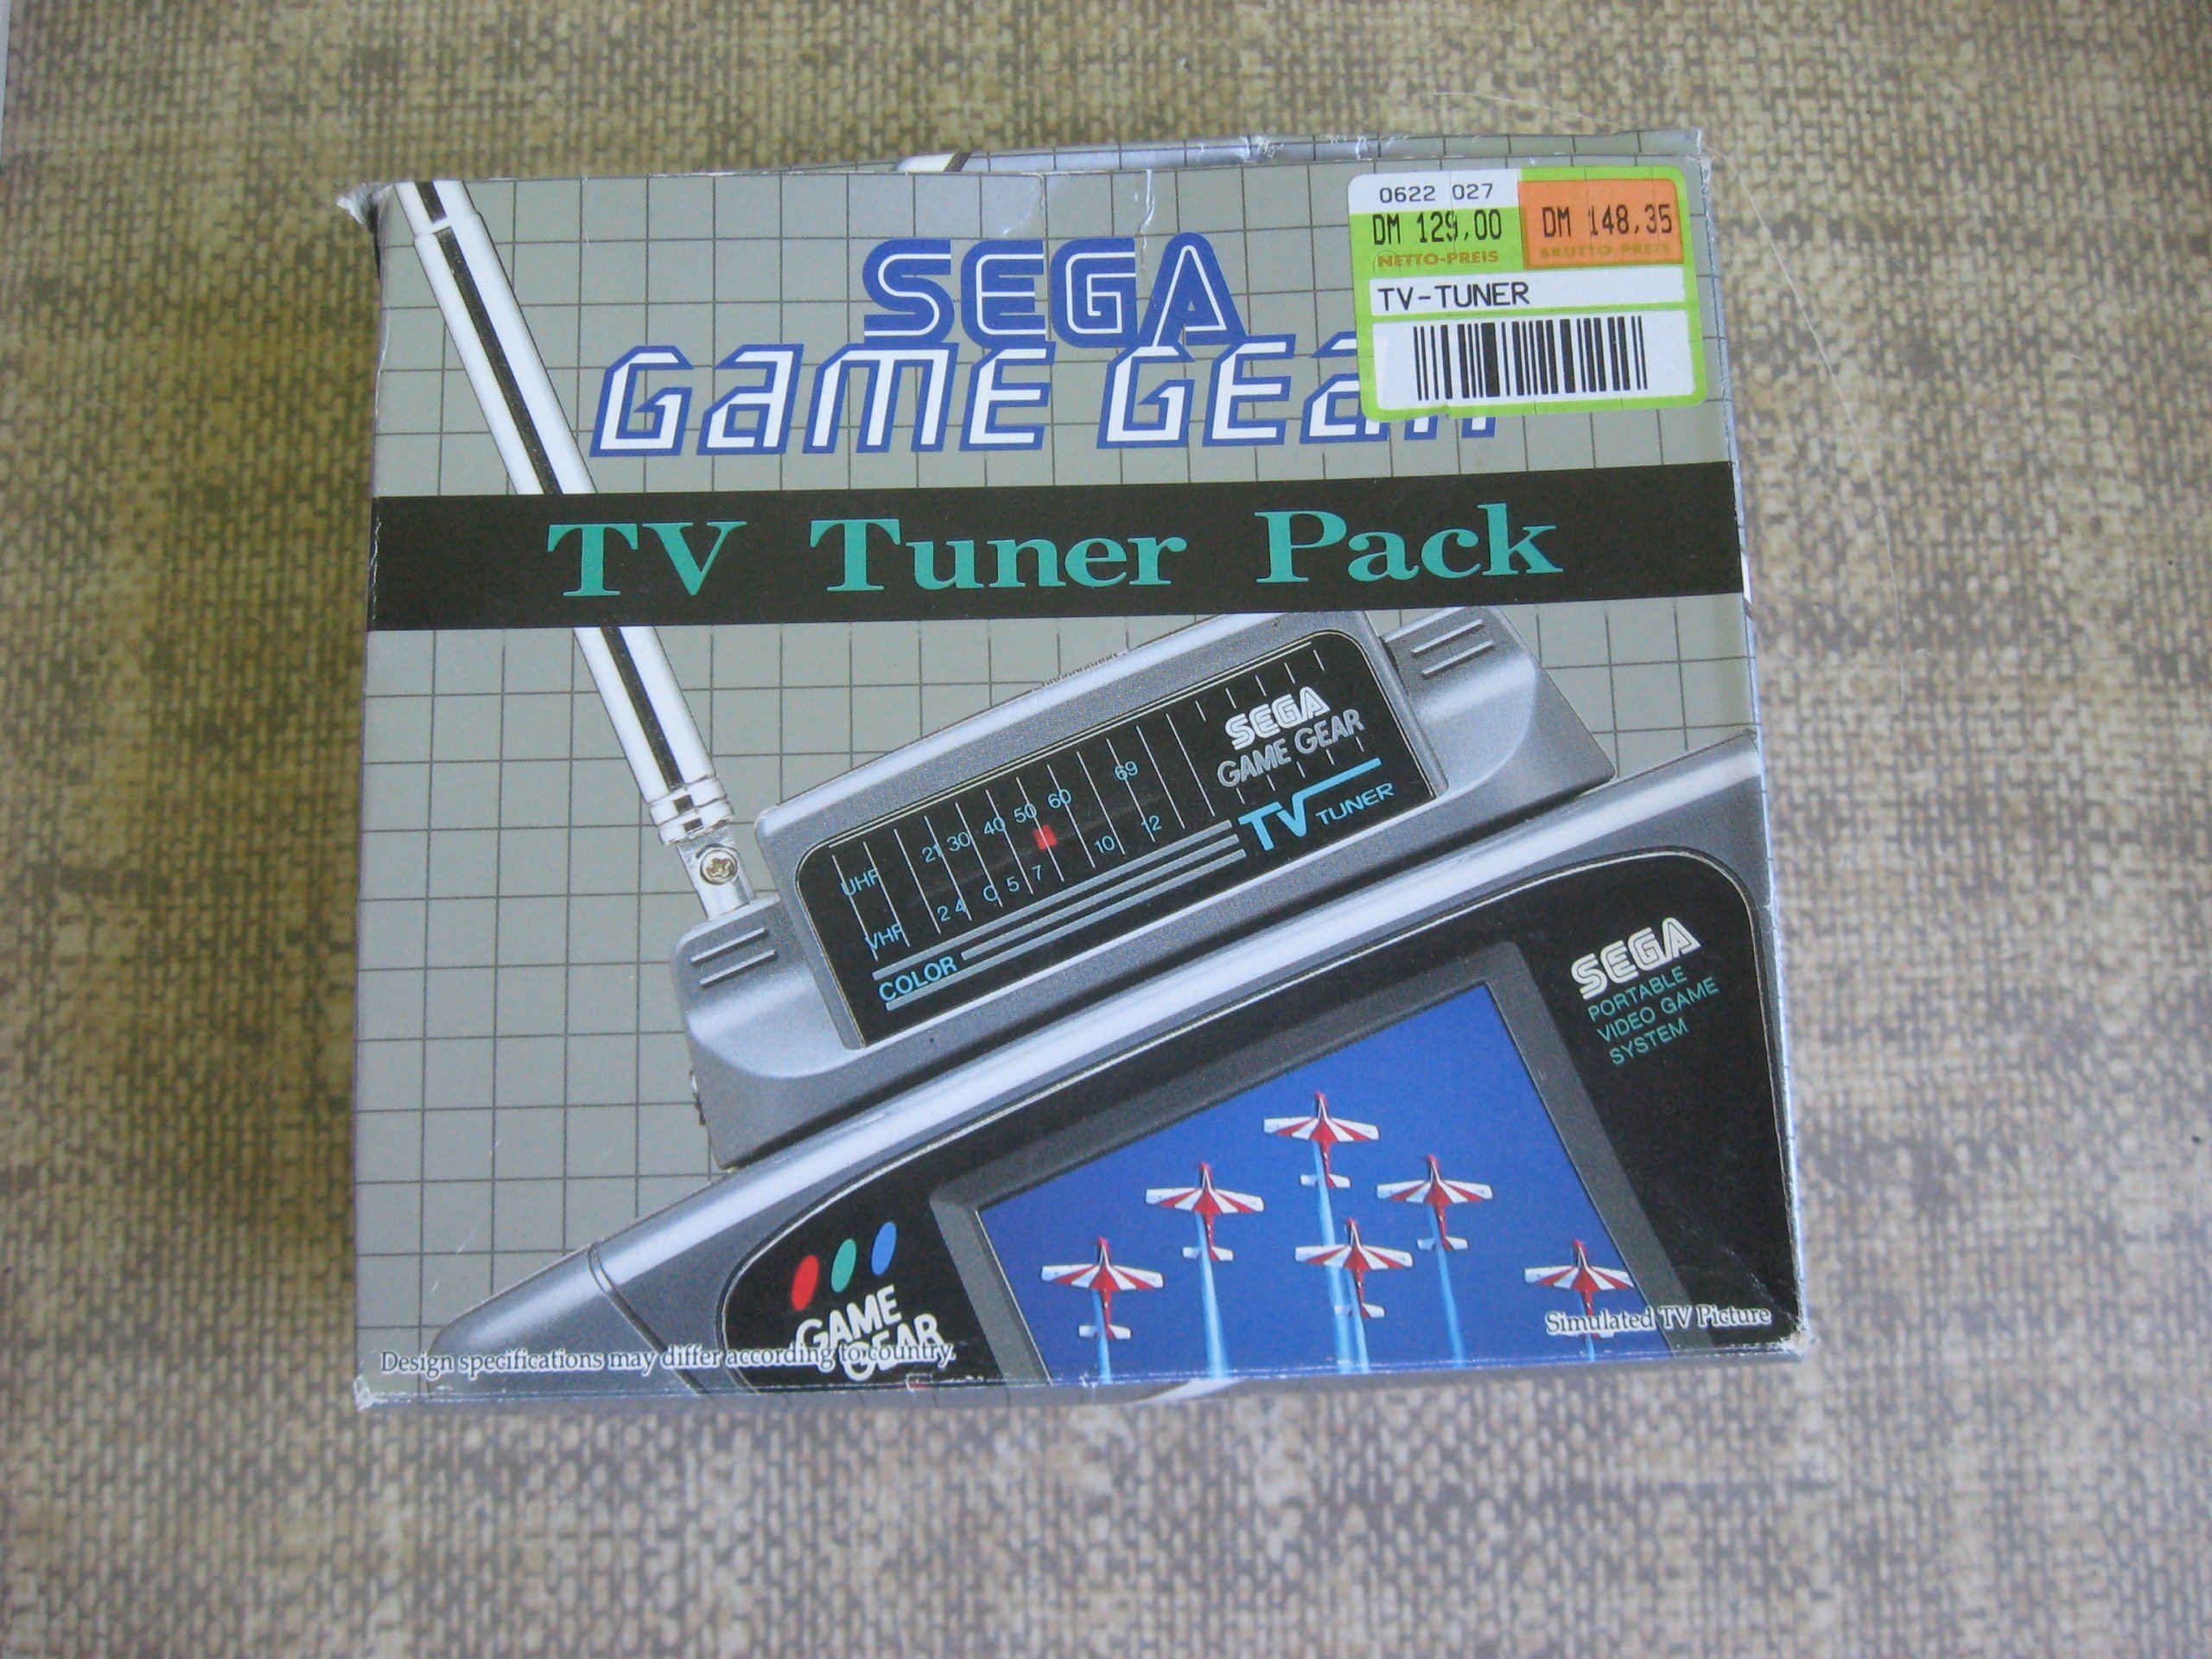 0622 027
DM 129,00 DM 148,35
NETTO-PREIS BRUTTO-PREIS
TV-TUNER
SEGA
GAME GEAR
TV Tuner Pack
SEGA
GAME GEAR
TV TUNER
UHF 21 30 40 50 60 69
VHF 2 4 C 5 7 10 12
COLOR
SEGA
PORTABLE
VIDEO GAME
SYSTEM
GAME
GEAR
Simulated TV Picture
Design specifications may differ according to country.